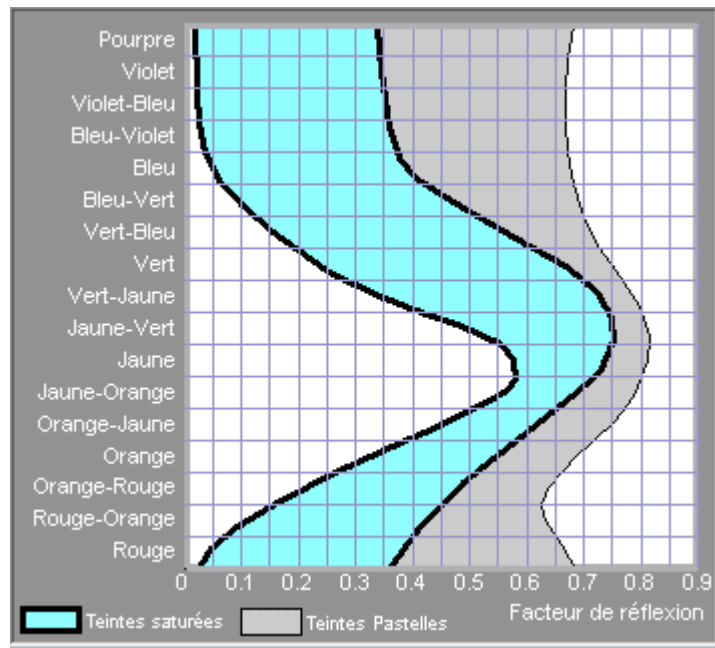 Pourpre
Violet
Violet-Bleu
Bleu-Violet
Bleu
Bleu-Vert
Vert-Bleu
Vert
Vert-Jaune
Jaune-Vert
Jaune
Jaune-Orange
Orange-Jaune
Orange
Orange-Rouge
Rouge-Orange
Rouge
0 0.1 0.2 0.3 0.4 0.5 0.6 0.7 0.8 0.9
Facteur de réflexion
Teintes saturées Teintes Pastelles